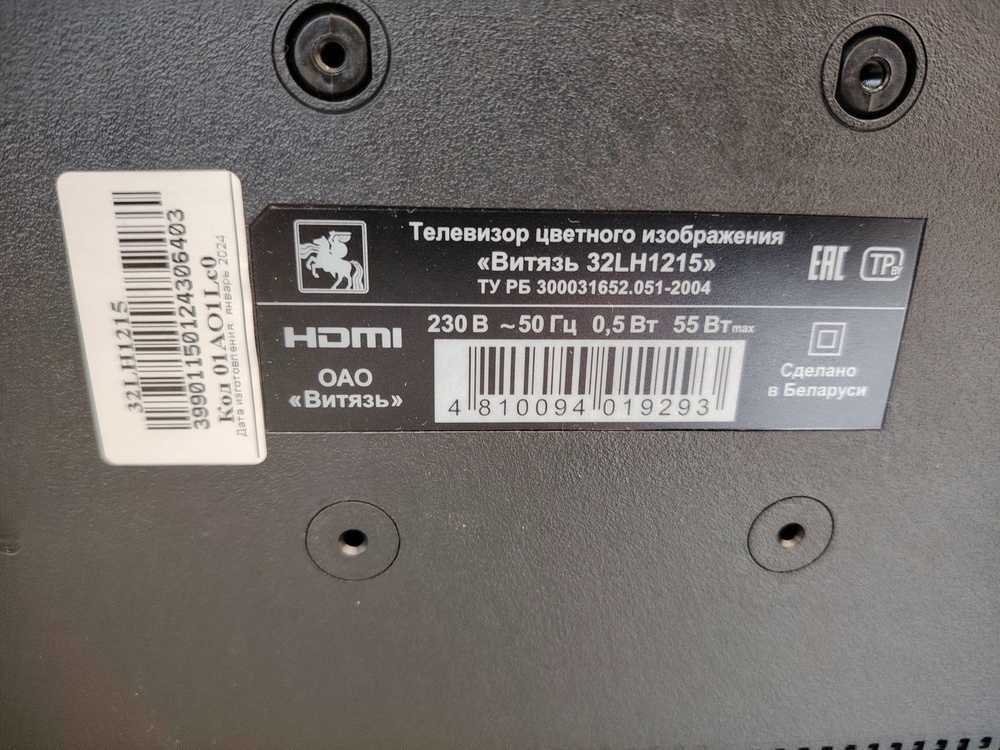 32LH1215
39901150124306403
Код 01AO1Lc0
Дата изготовления: январь 2024
Телевизор цветного изображения
«Витязь 32LH1215»
ТУ РБ 300031652.051-2004
EAC
TP BY
HDMI
230 В ~ 50 Гц 0,5 Вт 55 Вт max
ОАО
«Витязь»
4 810094 019293
Сделано
в Беларуси